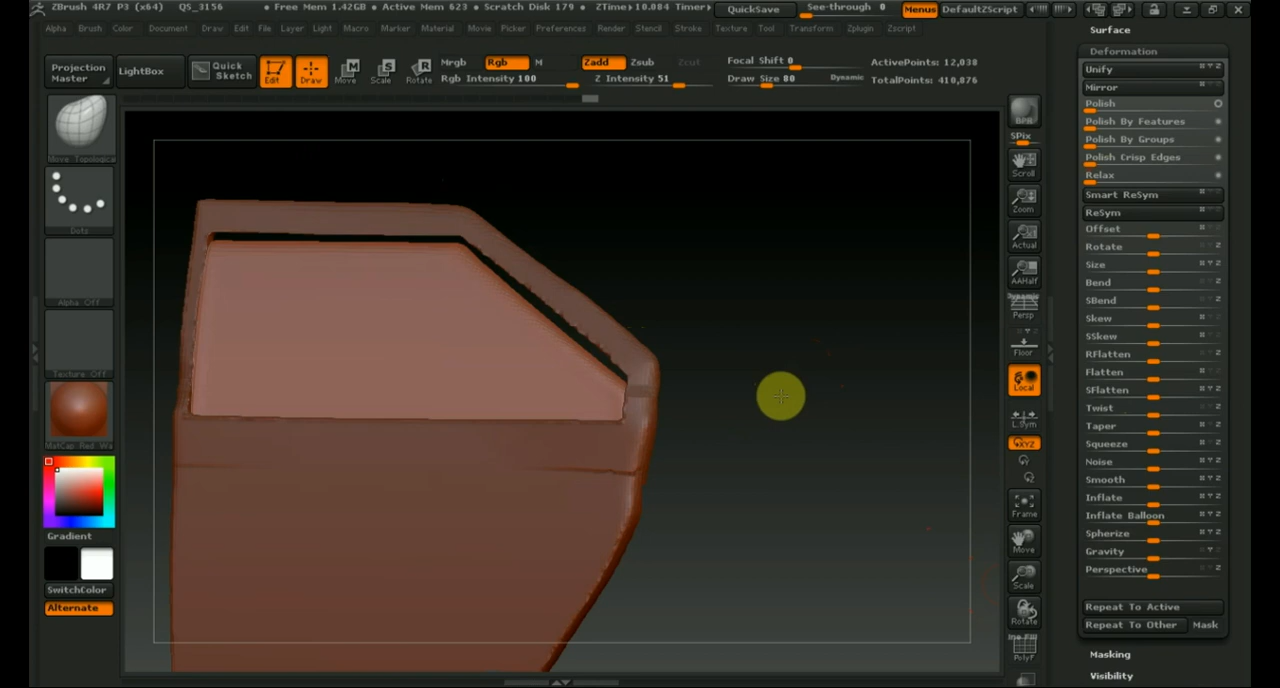 ZBrush 4R7 P3 (x64) QS_3156 • Free Mem 1.42GB • Active Mem 623 • Scratch Disk 179 • ZTime▸10.084 Timer▸ QuickSave See-through 0 Menus DefaultZScript
Alpha Brush Color Document Draw Edit File Layer Light Macro Marker Material Movie Picker Preferences Render Stencil Stroke Texture Tool Transform Zplugin Zscript
Projection Master
LightBox
Quick Sketch
Edit
Draw
Move
Scale
Rotate
Mrgb Rgb M
Rgb Intensity 100
Zadd Zsub Zcut
Z Intensity 51
Focal Shift 0
Draw Size 80 Dynamic
ActivePoints: 12,038
TotalPoints: 410,876
Move Topological
Dots
Alpha Off
Texture Off
MatCap Red Wa
Gradient
SwitchColor
Alternate
BPR
SPix
Scroll
Zoom
Actual
AAHalf
Dynamic
Persp
Floor
Local
L.Sym
XYZ
Frame
Move
Scale
Rotate
Line Fill
PolyF
Surface
Deformation
Unify
Mirror
Polish
Polish By Features
Polish By Groups
Polish Crisp Edges
Relax
Smart ReSym
ReSym
Offset
Rotate
Size
Bend
SBend
Skew
SSkew
RFlatten
Flatten
SFlatten
Twist
Taper
Squeeze
Noise
Smooth
Inflate
Inflate Balloon
Spherize
Gravity
Perspective
Repeat To Active
Repeat To Other Mask
Masking
Visibility